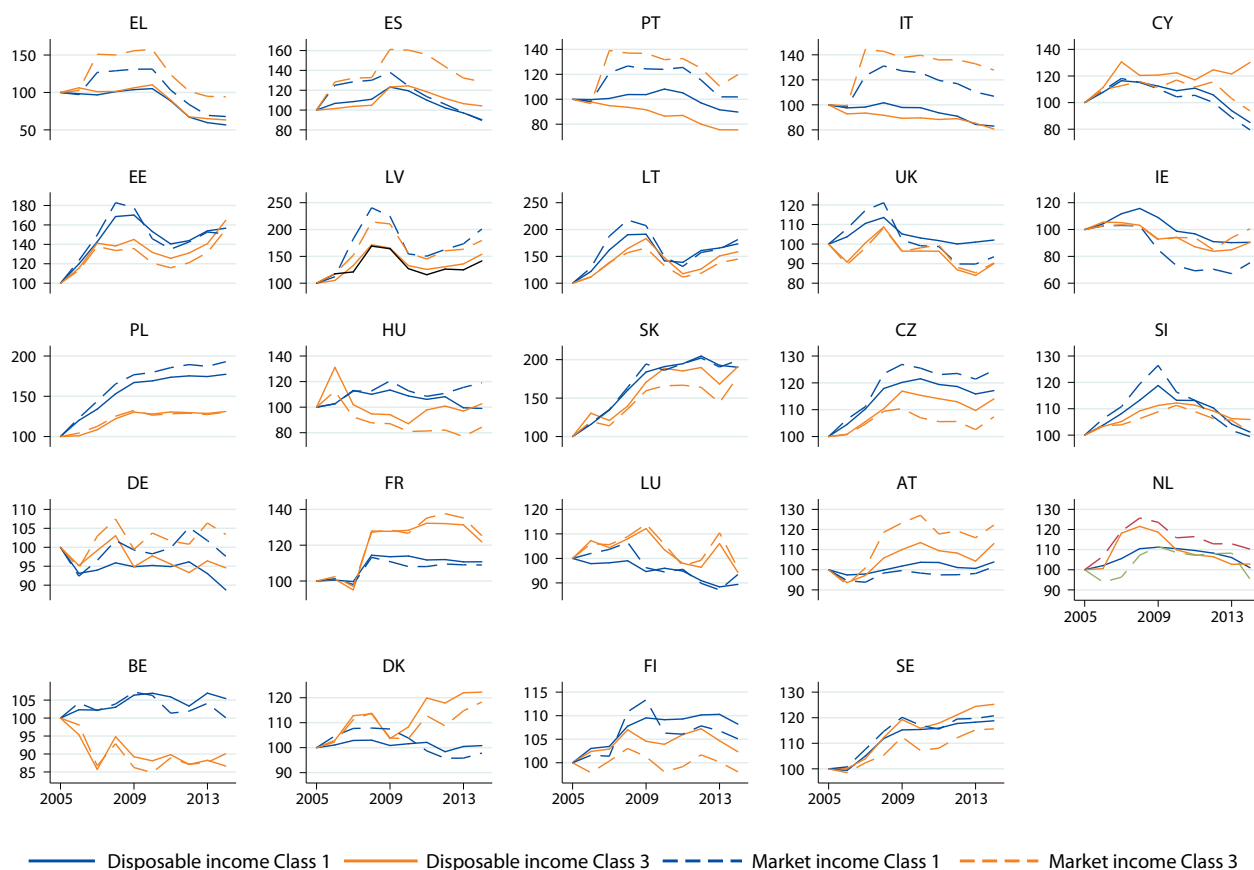 EL ES PT IT CY
150 100 50
160 140 120 100 80
140 120 100 80
140 120 100 80
140 120 100 80
EE LV LT UK IE
180 160 140 120 100
250 200 150 100
250 200 150 100
120 110 100 90 80
120 100 80 60
PL HU SK CZ SI
200 150 100
140 120 100 80
200 150 100
130 120 110 100
130 120 110 100
DE FR LU AT NL
110 105 100 95 90
140 120 100
120 110 100 90
130 120 110 100 90
130 120 110 100 90
2005 2009 2013
BE DK FI SE
105 100 95 90 85
120 110 100 90
115 110 105 100
130 120 110 100
2005 2009 2013 2005 2009 2013 2005 2009 2013 2005 2009 2013
Disposable income Class 1 Disposable income Class 3 Market income Class 1 Market income Class 3